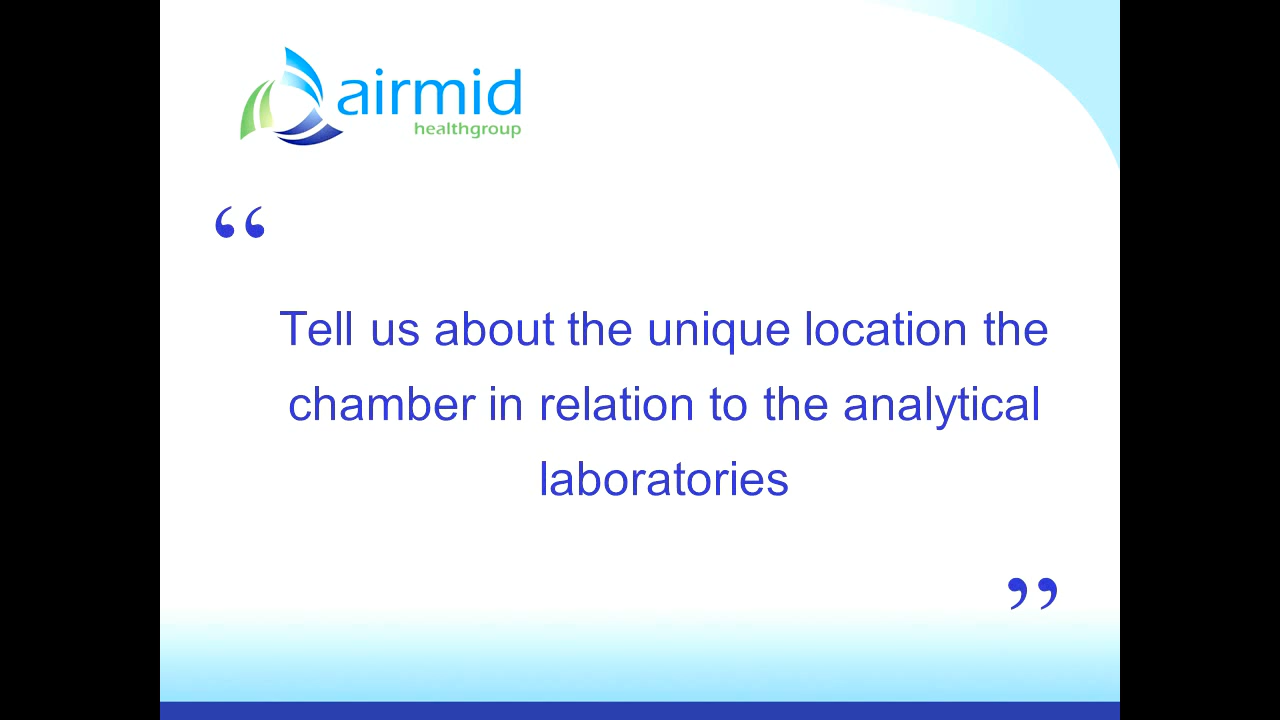 airmid
healthgroup
“
Tell us about the unique location the
chamber in relation to the analytical
laboratories
”